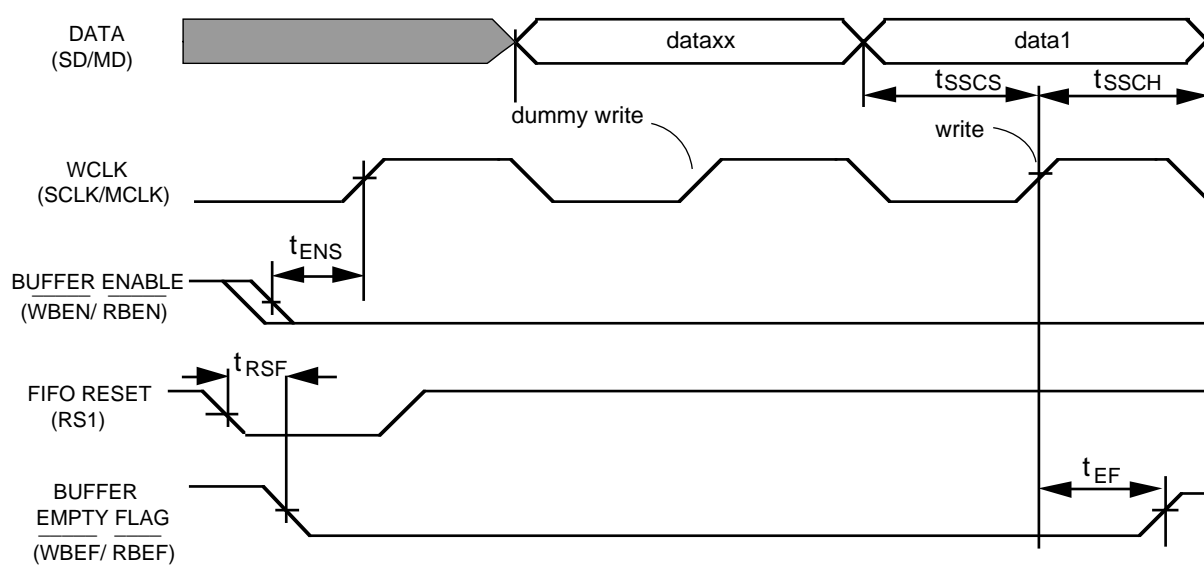 DATA
(SD/MD)
dataxx
data1
tSSCS
tSSCH
dummy write
write
WCLK
(SCLK/MCLK)
tENS
BUFFER ENABLE
(WBEN/ RBEN)
tRSF
FIFO RESET
(RS1)
tEF
BUFFER
EMPTY FLAG
(WBEF/ RBEF)